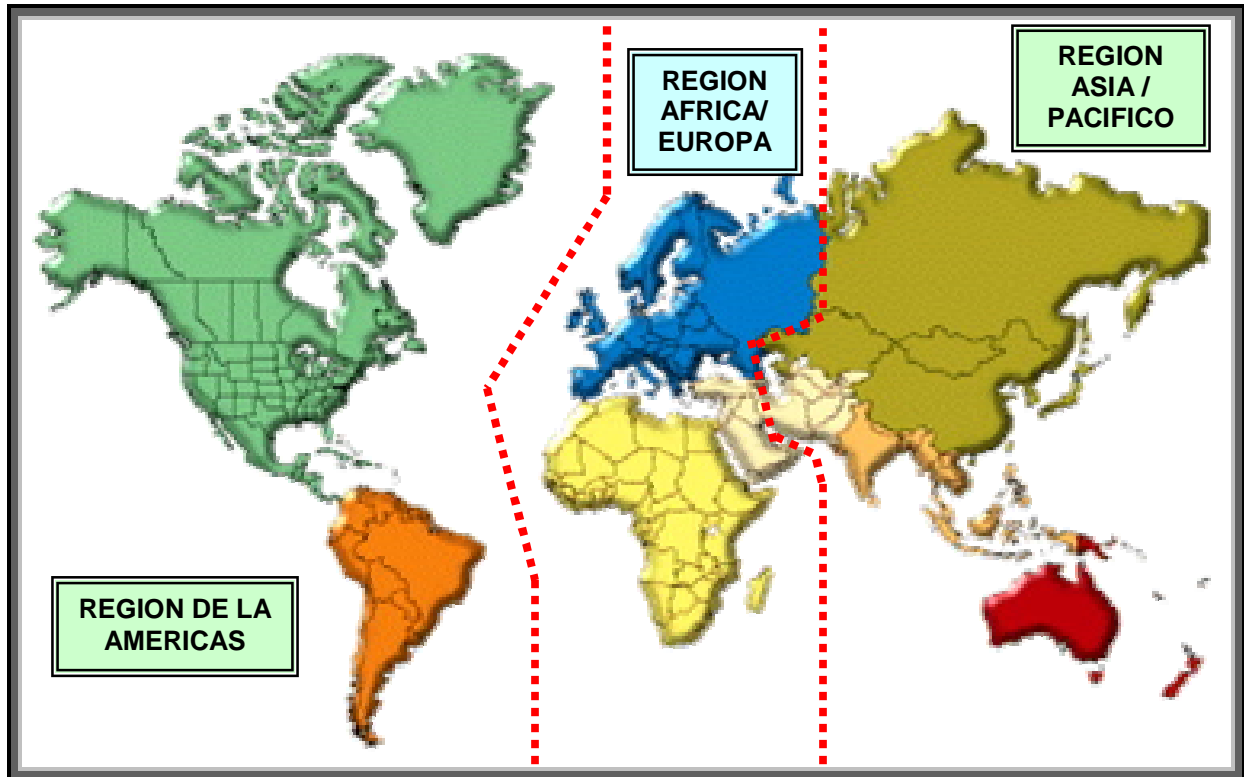 REGION
AFRICA/
EUROPA
REGION
ASIA /
PACIFICO
REGION DE LA
AMERICAS